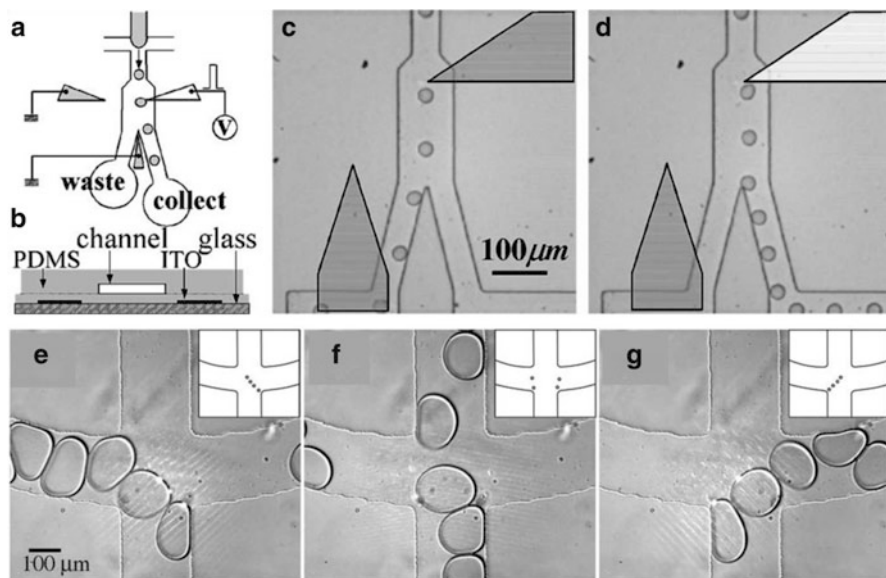 a
V
waste
collect
b
channel
glass
PDMS
ITO
c
100μm
d
e
100 μm
f
g